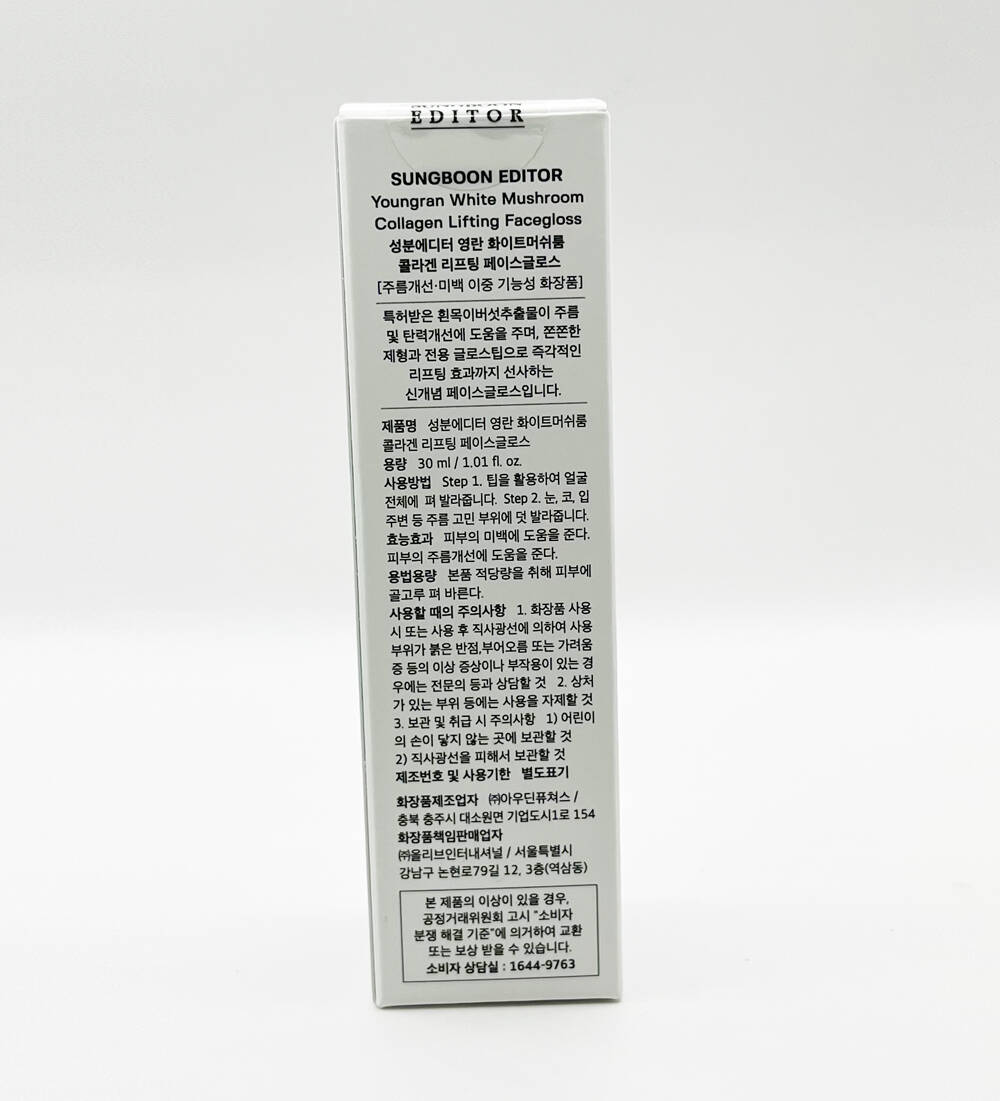 SUNGBOON
EDITOR
SUNGBOON EDITOR
Youngran White Mushroom
Collagen Lifting Facegloss
성분에디터 영란 화이트머쉬룸
콜라겐 리프팅 페이스글로스
[주름개선·미백 이중 기능성 화장품]
특허받은 흰목이버섯추출물이 주름
및 탄력개선에 도움을 주며, 쫀쫀한
제형과 전용 글로스팁으로 즉각적인
리프팅 효과까지 선사하는
신개념 페이스글로스입니다.
제품명 성분에디터 영란 화이트머쉬룸
콜라겐 리프팅 페이스글로스
용량 30 ml / 1.01 fl. oz.
사용방법 Step 1. 팁을 활용하여 얼굴
전체에 펴 발라줍니다. Step 2. 눈, 코, 입
주변 등 주름 고민 부위에 덧 발라줍니다.
효능효과 피부의 미백에 도움을 준다.
피부의 주름개선에 도움을 준다.
용법용량 본품 적당량을 취해 피부에
골고루 펴 바른다.
사용할 때의 주의사항 1. 화장품 사용
시 또는 사용 후 직사광선에 의하여 사용
부위가 붉은 반점,부어오름 또는 가려움
증 등의 이상 증상이나 부작용이 있는 경
우에는 전문의 등과 상담할 것 2. 상처
가 있는 부위 등에는 사용을 자제할 것
3. 보관 및 취급 시 주의사항 1) 어린이
의 손이 닿지 않는 곳에 보관할 것
2) 직사광선을 피해서 보관할 것
제조번호 및 사용기한 별도표기
화장품제조업자 ㈜아우딘퓨쳐스 /
충북 충주시 대소원면 기업도시1로 154
화장품책임판매업자
㈜올리브인터내셔널 / 서울특별시
강남구 논현로79길 12, 3층(역삼동)
본 제품의 이상이 있을 경우,
공정거래위원회 고시 "소비자
분쟁 해결 기준"에 의거하여 교환
또는 보상 받을 수 있습니다.
소비자 상담실 : 1644-9763